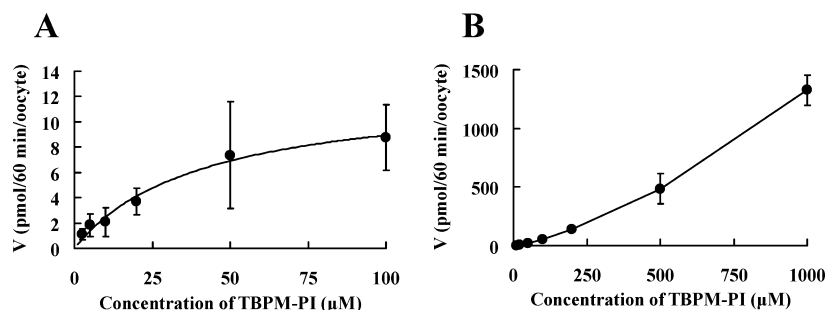 A
V (pmol/60 min/oocyte)
14
12
10
8
6
4
2
0
0 25 50 75 100
Concentration of TBPM-PI (µM)
B
V (pmol/60 min/oocyte)
1500
1000
500
0
0 250 500 750 1000
Concentration of TBPM-PI (µM)